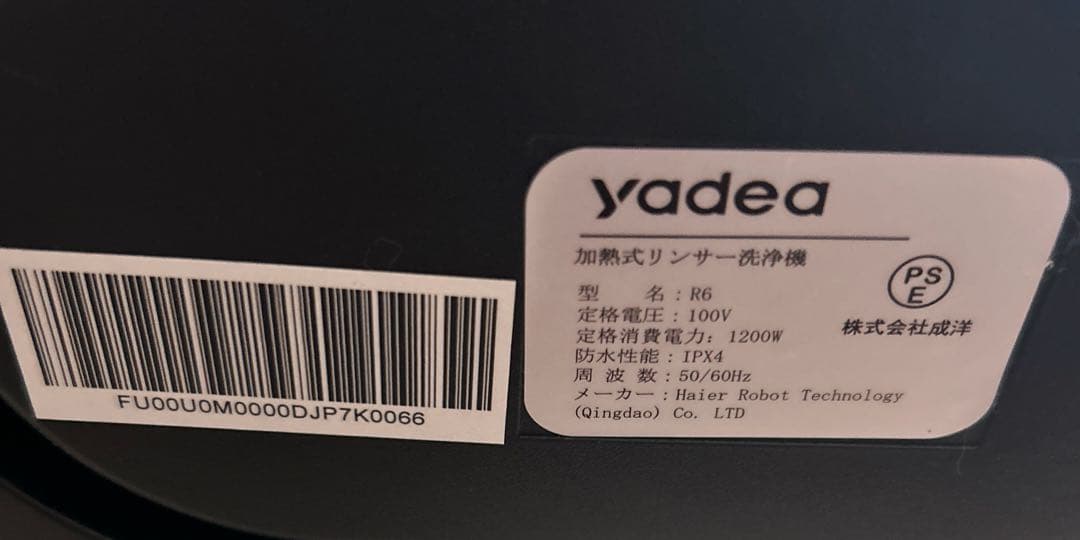 yadea
加熱式リンサー洗浄機
型　　名：R6
定格電圧：100V
定格消費電力：1200W
防水性能：IPX4
周 波 数：50/60Hz
メーカー：Haier Robot Technology
(Qingdao) Co. LTD
PS
E
株式会社成洋
FU00U0M0000DJP7K0066